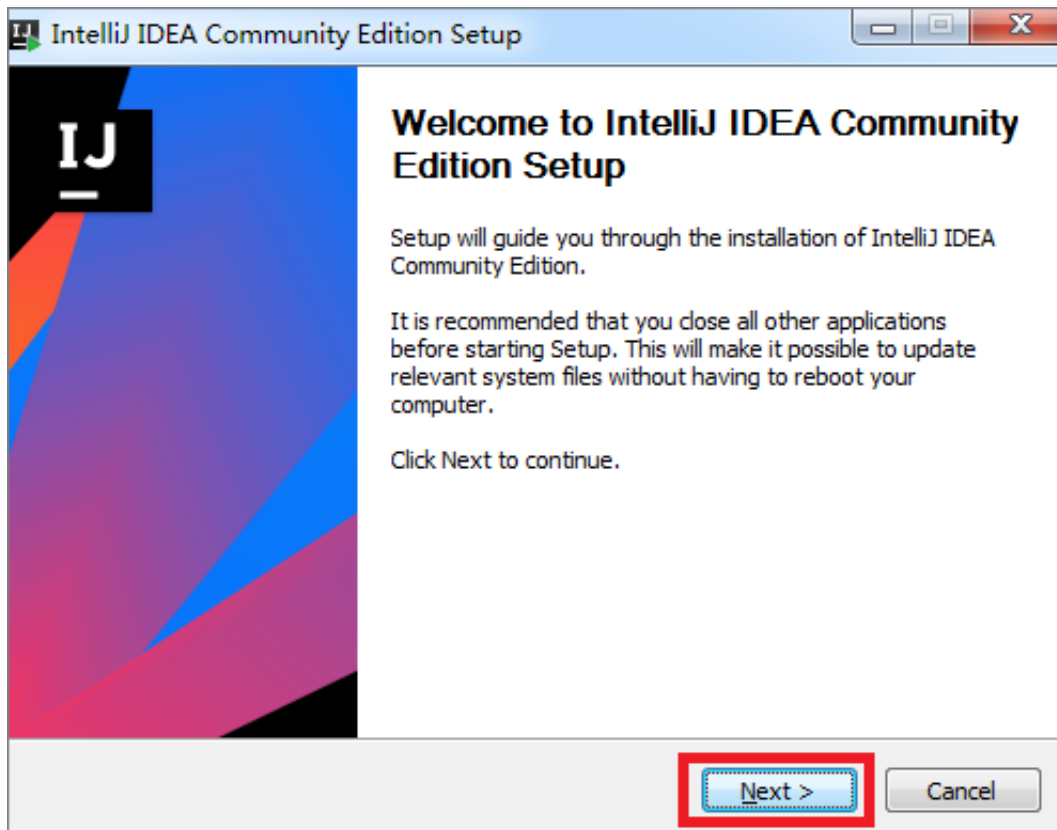 IntelliJ IDEA Community Edition Setup
IJ
Welcome to IntelliJ IDEA Community
Edition Setup
Setup will guide you through the installation of IntelliJ IDEA
Community Edition.
It is recommended that you close all other applications
before starting Setup. This will make it possible to update
relevant system files without having to reboot your
computer.
Click Next to continue.
Next >
Cancel